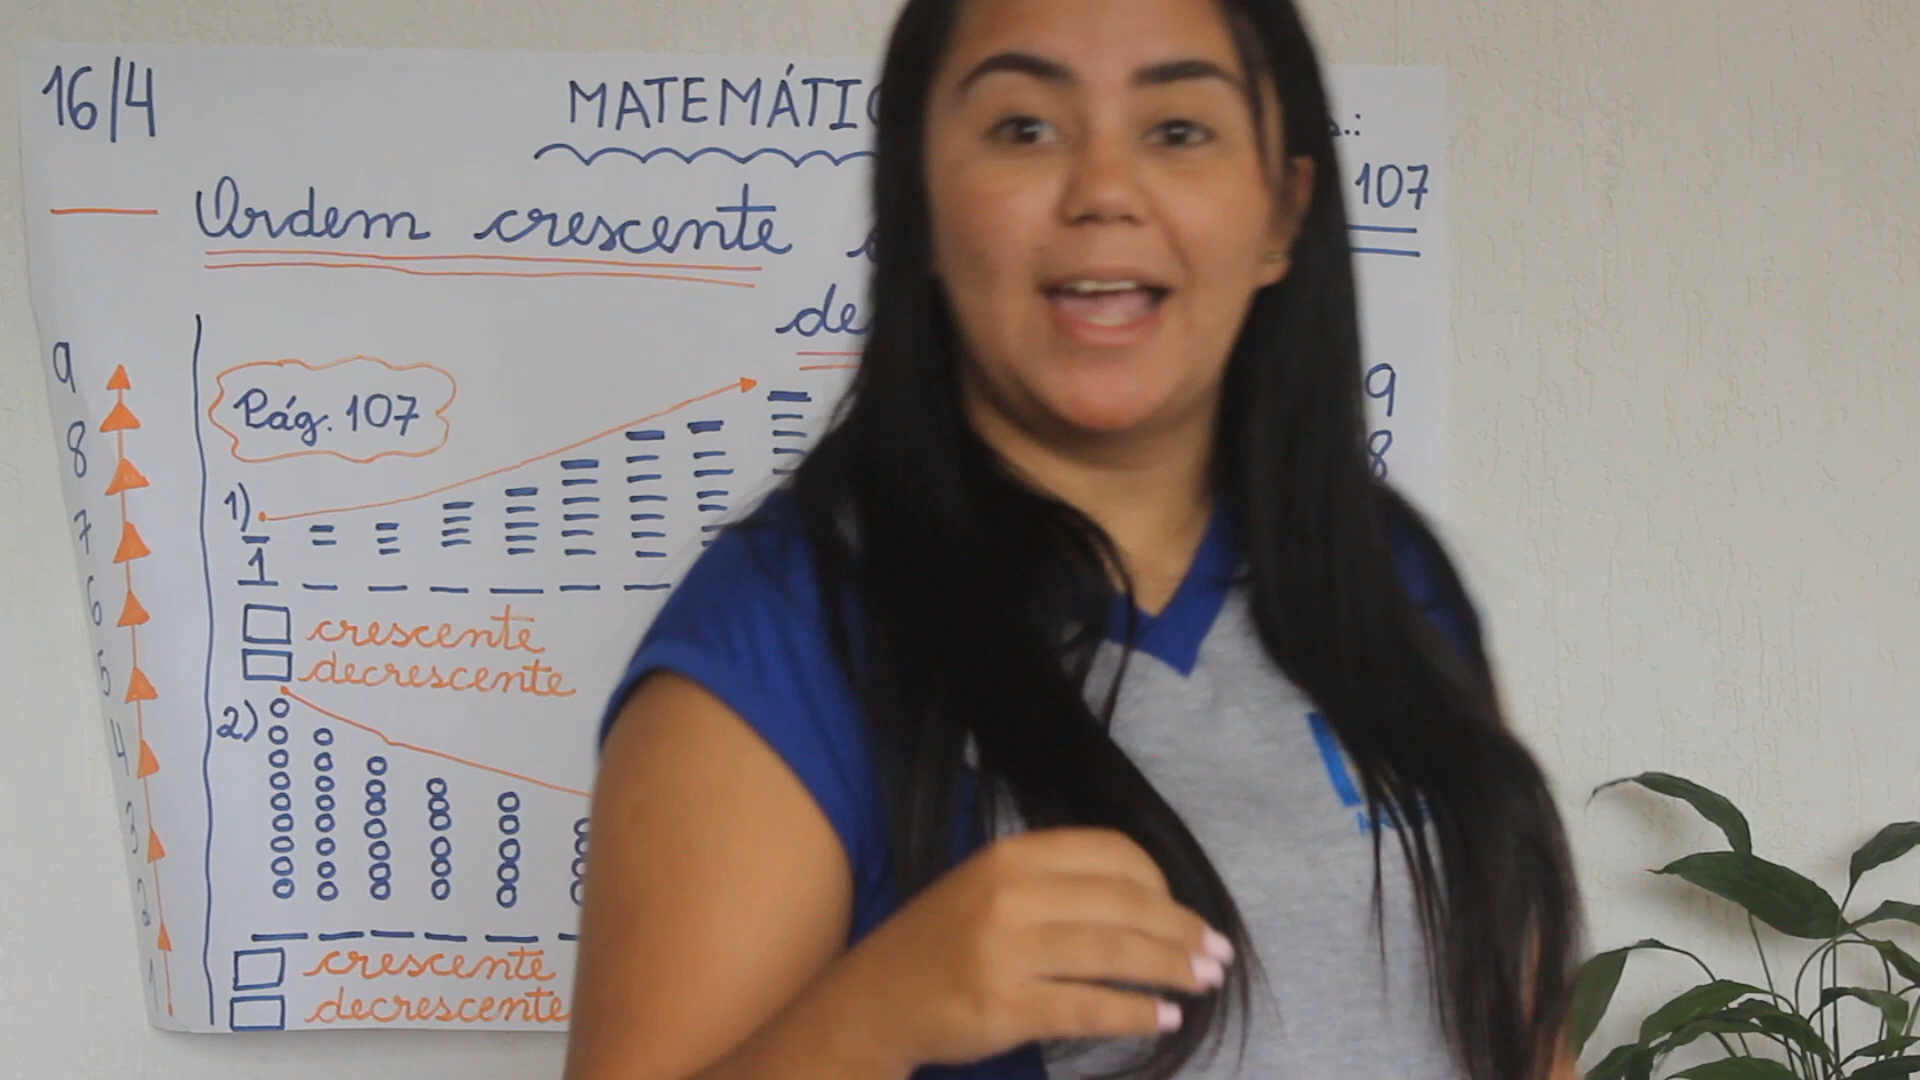 16/4
MATEMÁTIC
107
Ordem crescente
de
Pág. 107
9
8
7
6
5
4
3
2
1
1)
1
crescente
decrescente
2)
crescente
decrescente
9
8